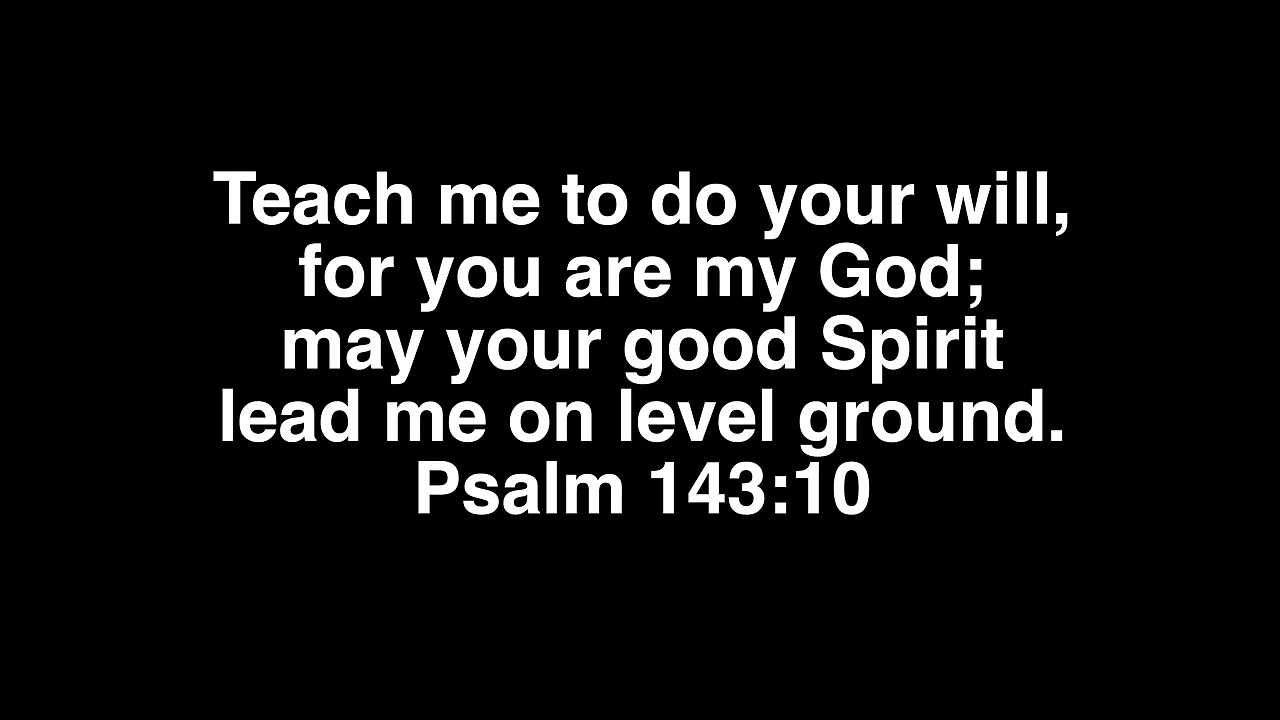 Teach me to do your will,
for you are my God;
may your good Spirit
lead me on level ground.
Psalm 143:10